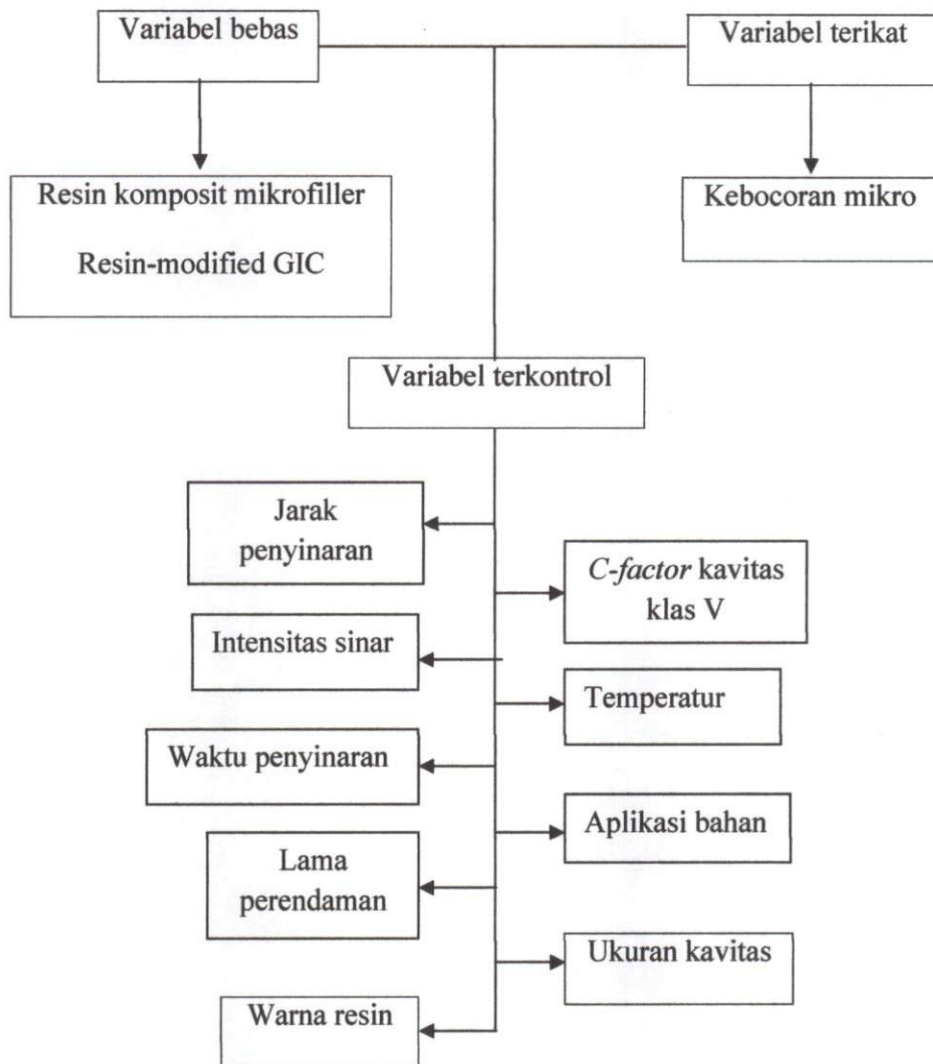 Variabel bebas
Variabel terikat
Resin komposit mikrofiller
Resin-modified GIC
Kebocoran mikro
Variabel terkontrol
Jarak
penyinaran
C-factor kavitas
klas V
Intensitas sinar
Temperatur
Waktu penyinaran
Aplikasi bahan
Lama
perendaman
Ukuran kavitas
Warna resin